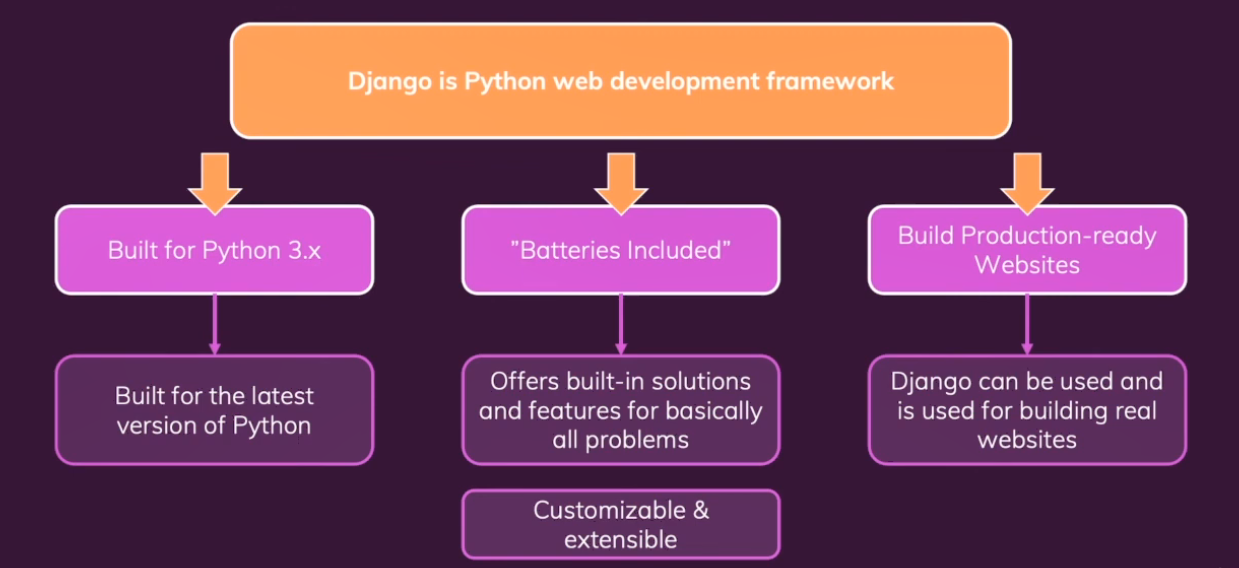 Django is Python web development framework
Built for Python 3.x
”Batteries Included”
Build Production-ready
Websites
Built for the latest
version of Python
Offers built-in solutions
and features for basically
all problems
Django can be used and
is used for building real
websites
Customizable &
extensible